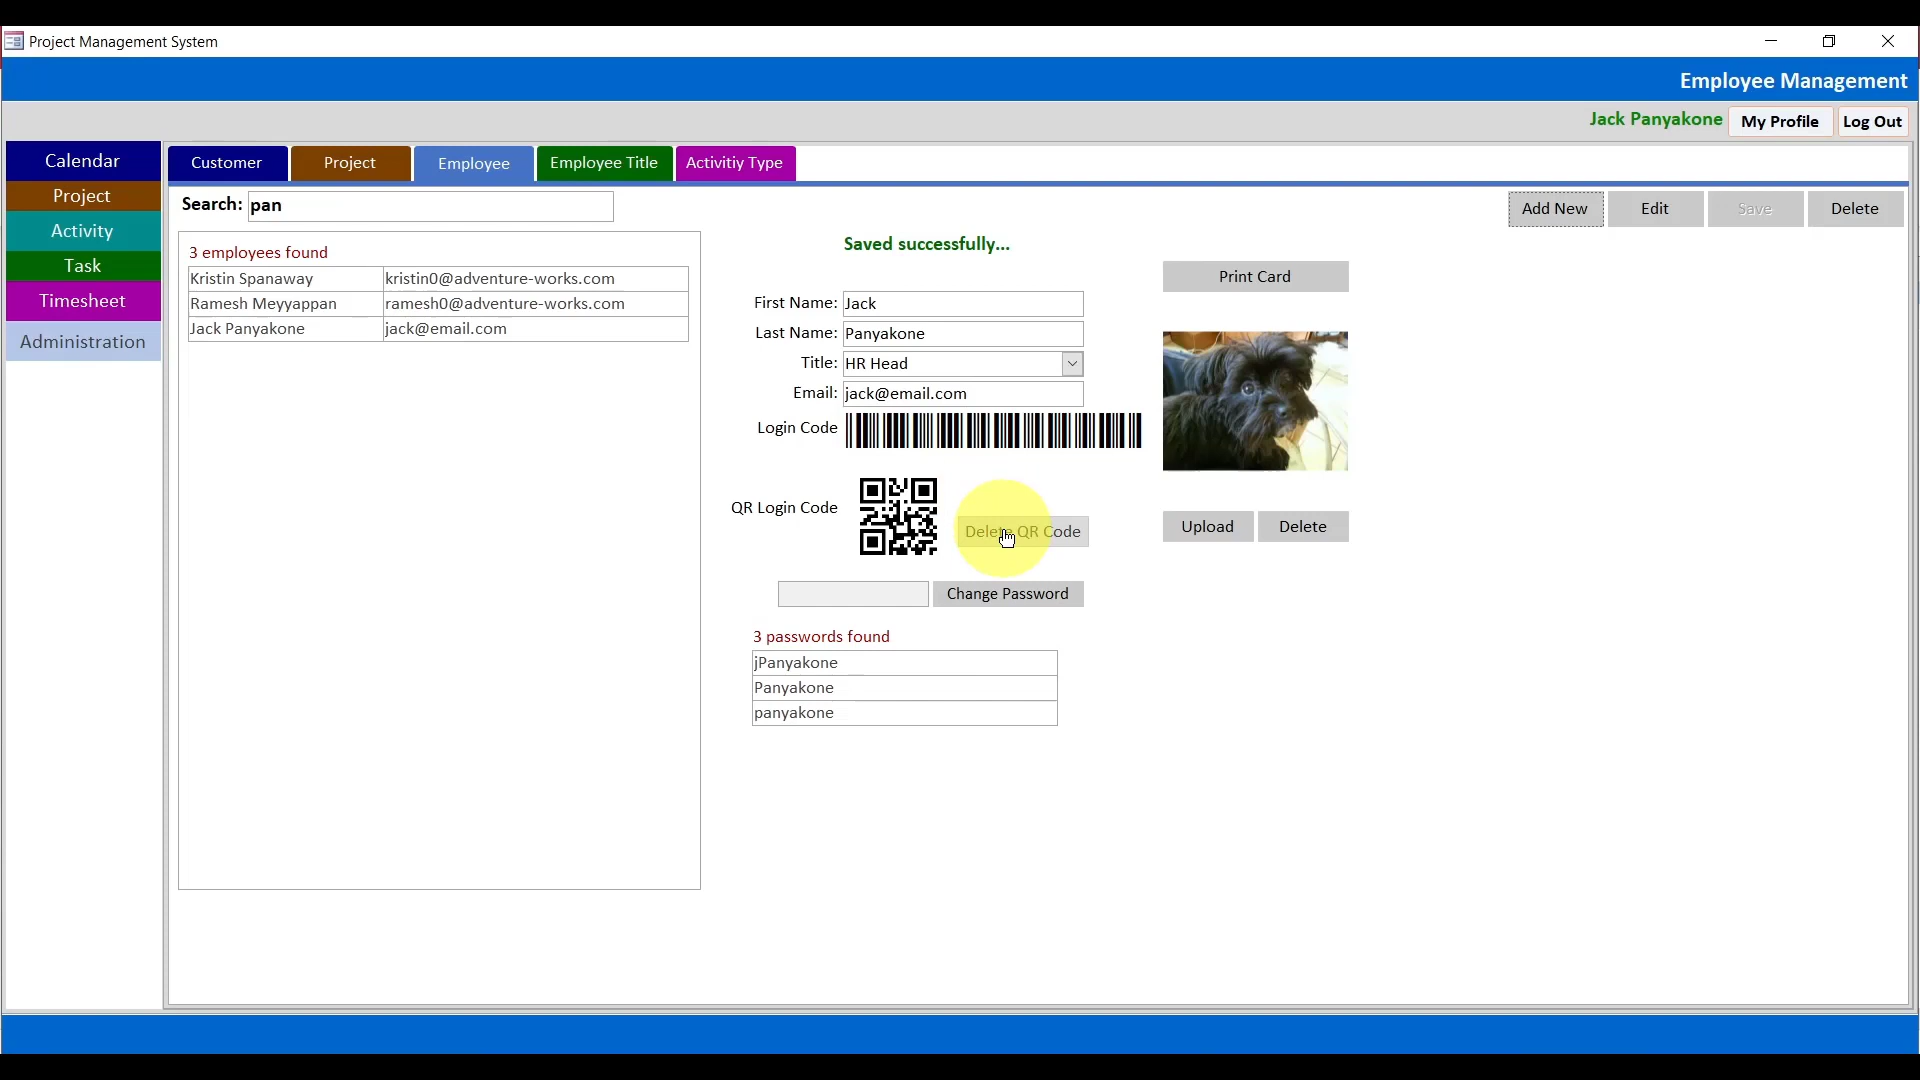 Project Management System
Employee Management
Jack Panyakone My Profile Log Out
Calendar
Project
Activity
Task
Timesheet
Administration
Customer Project Employee Employee Title Activitiy Type
Search: pan
Add New Edit Save Delete
3 employees found
Kristin Spanaway kristin0@adventure-works.com
Ramesh Meyyappan ramesh0@adventure-works.com
Jack Panyakone jack@email.com
Saved successfully...
First Name: Jack
Last Name: Panyakone
Title: HR Head
Email: jack@email.com
Login Code
QR Login Code
Delete QR Code
Change Password
3 passwords found
jPanyakone
Panyakone
panyakone
Print Card
Upload Delete